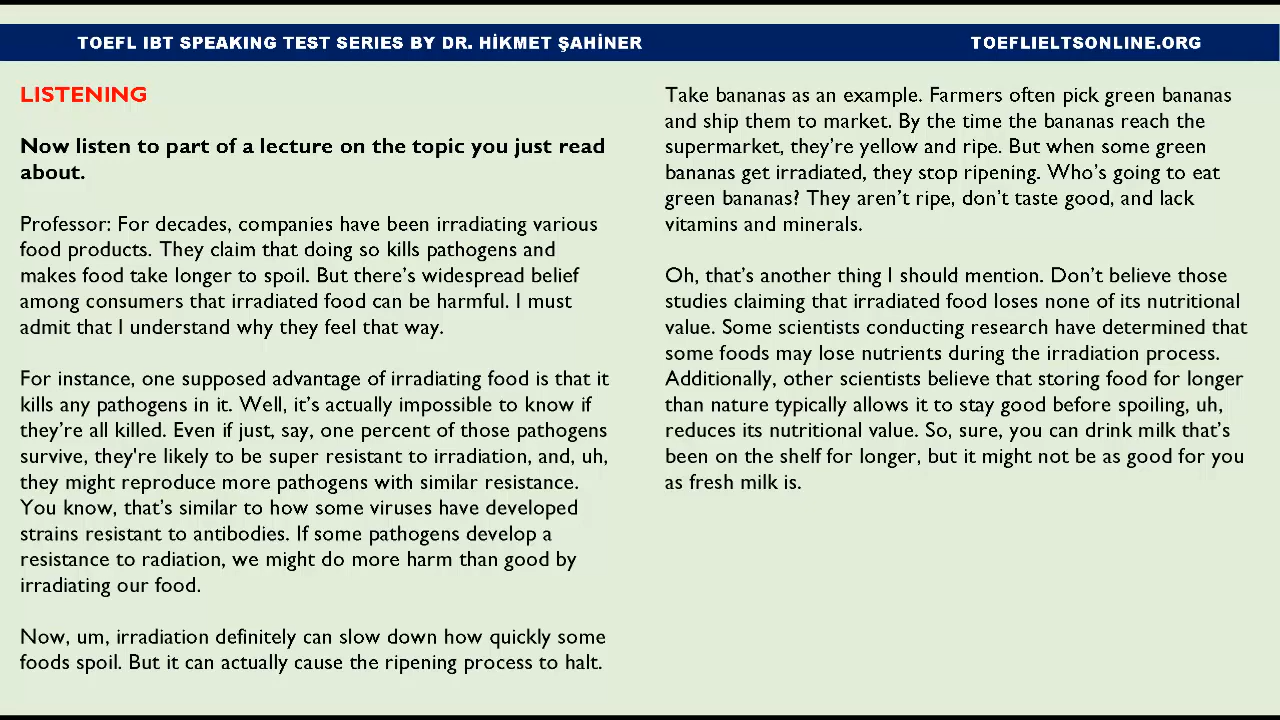 TOEFL IBT SPEAKING TEST SERIES BY DR. HİKMET ŞAHİNER
TOEFLIELTSONLINE.ORG
LISTENING
Now listen to part of a lecture on the topic you just read
about.
Professor: For decades, companies have been irradiating various
food products. They claim that doing so kills pathogens and
makes food take longer to spoil. But there's widespread belief
among consumers that irradiated food can be harmful. I must
admit that I understand why they feel that way.
For instance, one supposed advantage of irradiating food is that it
kills any pathogens in it. Well, it's actually impossible to know if
they're all killed. Even if just, say, one percent of those pathogens
survive, they're likely to be super resistant to irradiation, and, uh,
they might reproduce more pathogens with similar resistance.
You know, that's similar to how some viruses have developed
strains resistant to antibodies. If some pathogens develop a
resistance to radiation, we might do more harm than good by
irradiating our food.
Now, um, irradiation definitely can slow down how quickly some
foods spoil. But it can actually cause the ripening process to halt.
Take bananas as an example. Farmers often pick green bananas
and ship them to market. By the time the bananas reach the
supermarket, they're yellow and ripe. But when some green
bananas get irradiated, they stop ripening. Who's going to eat
green bananas? They aren't ripe, don't taste good, and lack
vitamins and minerals.
Oh, that's another thing I should mention. Don't believe those
studies claiming that irradiated food loses none of its nutritional
value. Some scientists conducting research have determined that
some foods may lose nutrients during the irradiation process.
Additionally, other scientists believe that storing food for longer
than nature typically allows it to stay good before spoiling, uh,
reduces its nutritional value. So, sure, you can drink milk that's
been on the shelf for longer, but it might not be as good for you
as fresh milk is.